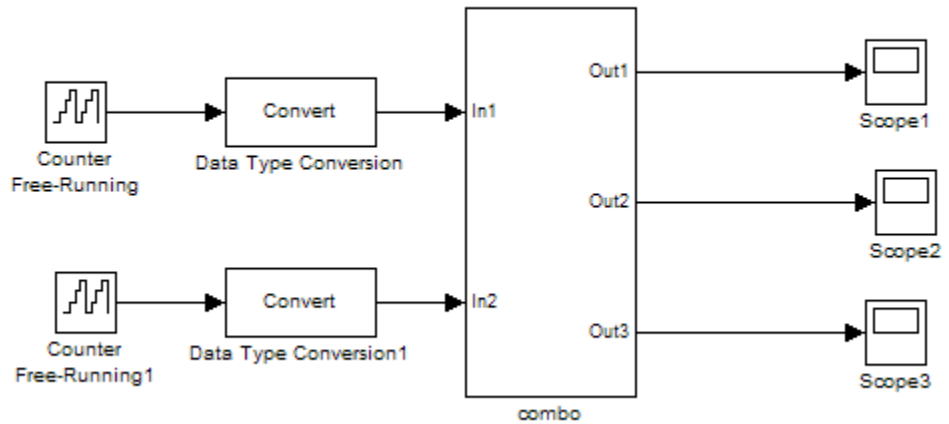 Out1
Scope1
Convert
In1
Counter
Free-Running
Data Type Conversion
Out2
Scope2
Convert
In2
Counter
Free-Running1
Data Type Conversion1
Out3
Scope3
combo